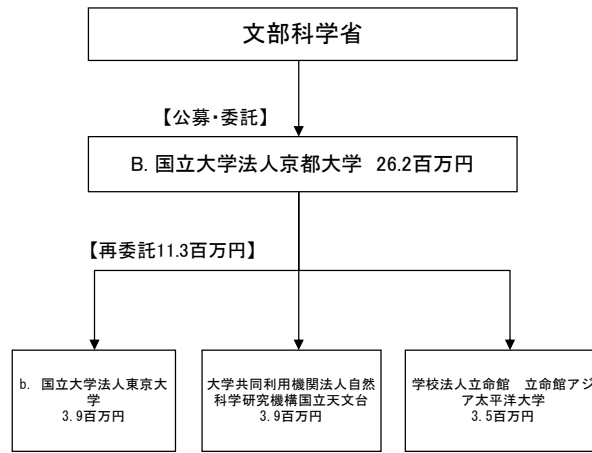 文部科学省
【公募・委託】
B. 国立大学法人京都大学 26.2百万円
【再委託11.3百万円】
b. 国立大学法人東京大
学
3.9百万円
大学共同利用機関法人自然
科学研究機構国立天文台
3.9百万円
学校法人立命館 立命館アジ
ア太平洋大学
3.5百万円